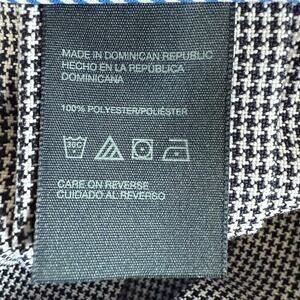 MADE IN DOMINICAN REPUBLIC
HECHO EN LA REPÚBLICA
DOMINICANA
100% POLYESTER/POLIÉSTER
30C
CARE ON REVERSE
CUIDADO AL REVERSO